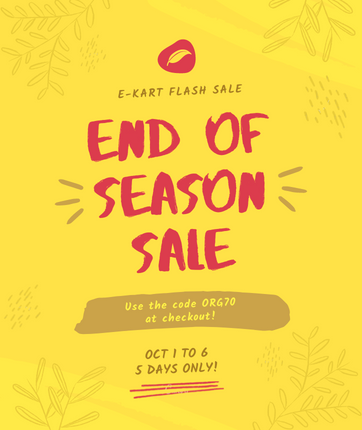 E-KART FLASH SALE
END OF
SEASON
SALE
Use the code ORG70
at checkout!
OCT 1 TO 6
5 DAYS ONLY!